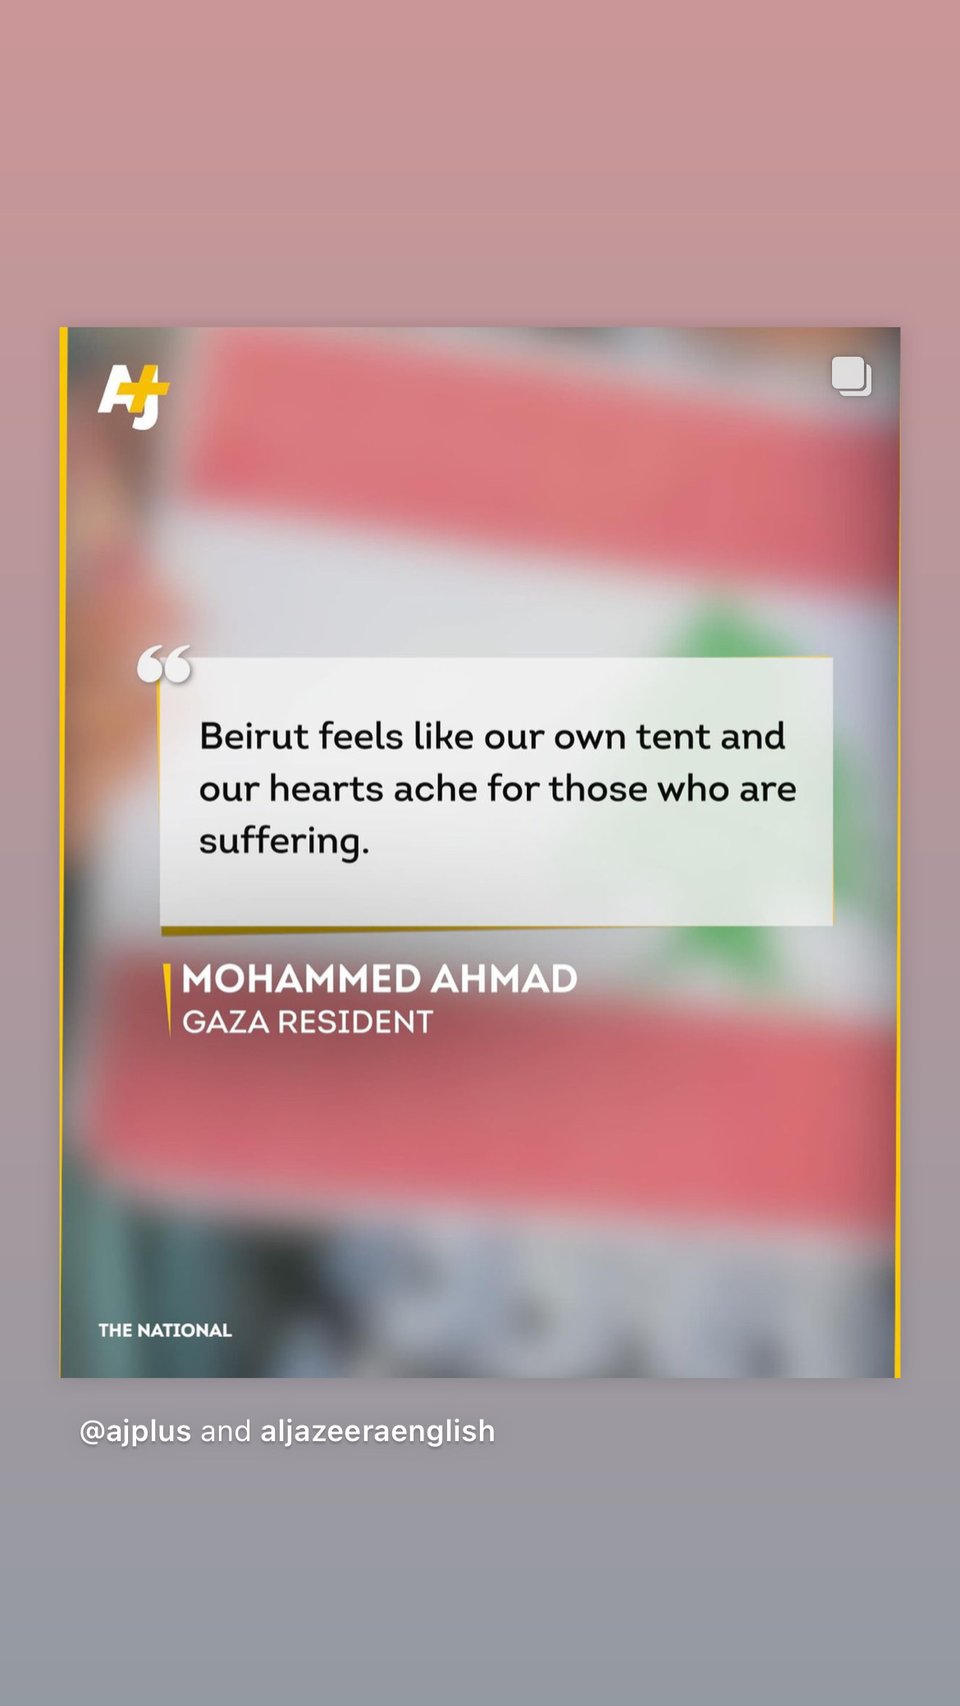 AJ+
“
Beirut feels like our own tent and
our hearts ache for those who are
suffering.
MOHAMMED AHMAD
GAZA RESIDENT
THE NATIONAL
@ajplus and aljazeeraenglish